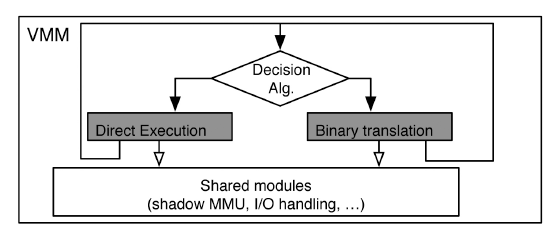 VMM
Decision
Alg.
Direct Execution
Binary translation
Shared modules
(shadow MMU, I/O handling, ...)